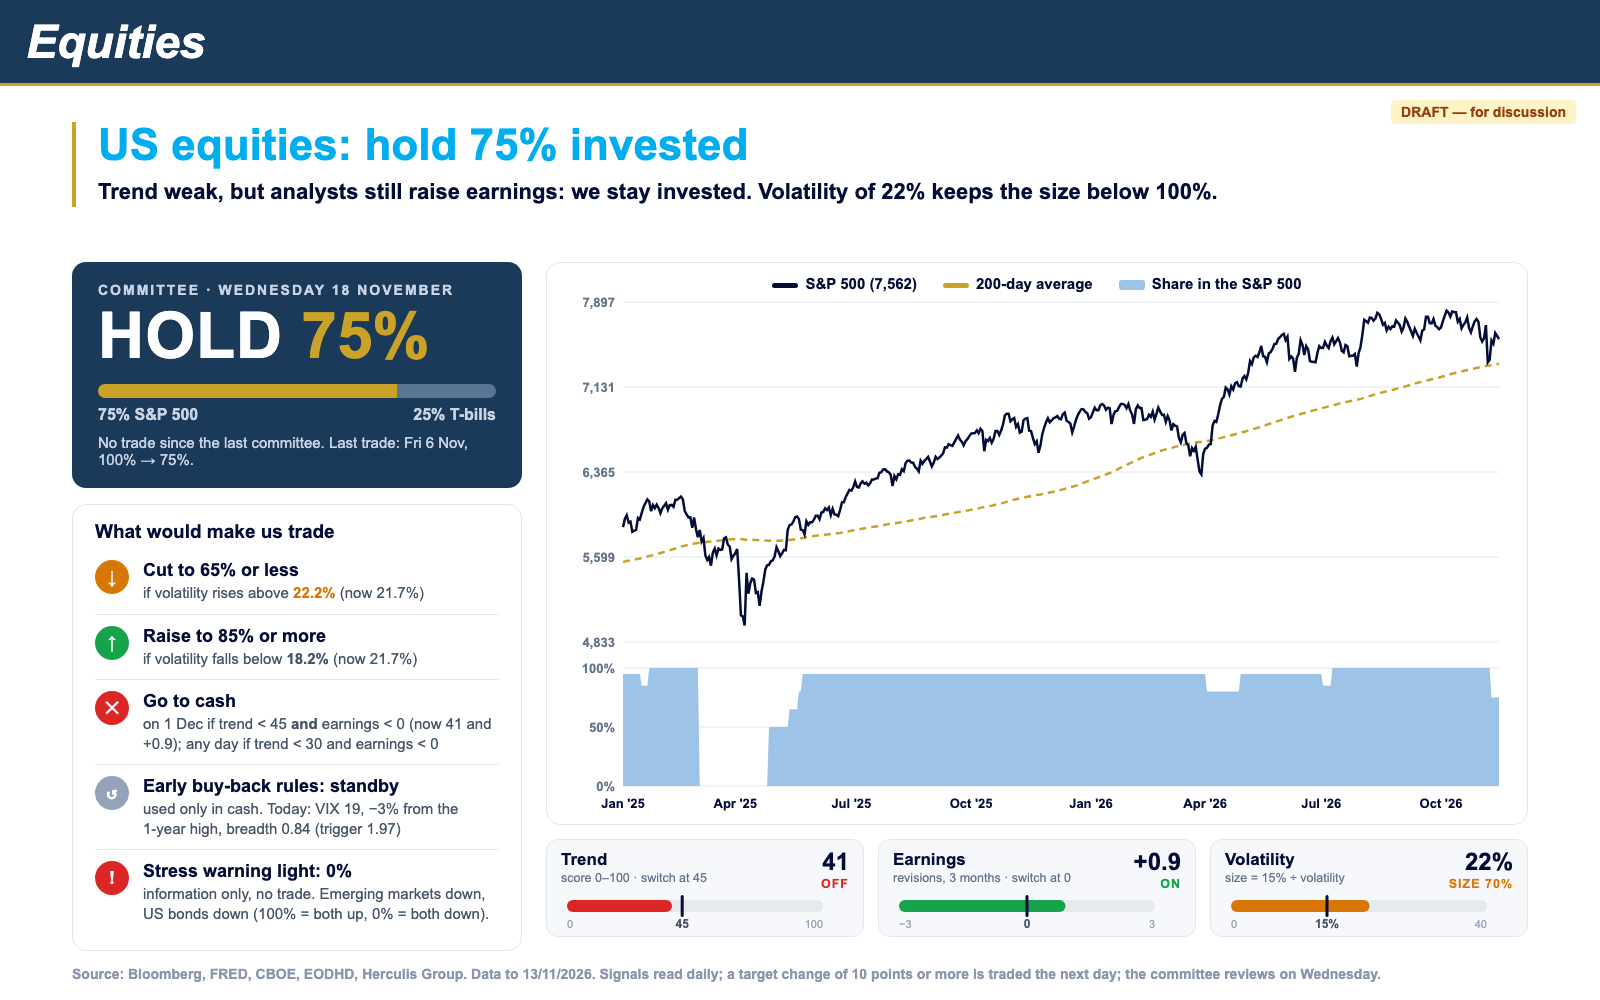 Equities
DRAFT — for discussion
US equities: hold 75% invested
Trend weak, but analysts still raise earnings: we stay invested. Volatility of 22% keeps the size below 100%.
COMMITTEE · WEDNESDAY 18 NOVEMBER
HOLD 75%
75% S&P 500
25% T-bills
No trade since the last committee. Last trade: Fri 6 Nov,
100% → 75%.
What would make us trade
↓
Cut to 65% or less
if volatility rises above 22.2% (now 21.7%)
↑
Raise to 85% or more
if volatility falls below 18.2% (now 21.7%)
✕
Go to cash
on 1 Dec if trend < 45 and earnings < 0 (now 41 and
+0.9); any day if trend < 30 and earnings < 0
↺
Early buy-back rules: standby
used only in cash. Today: VIX 19, −3% from the
1-year high, breadth 0.84 (trigger 1.97)
!
Stress warning light: 0%
information only, no trade. Emerging markets down,
US bonds down (100% = both up, 0% = both down).
S&P 500 (7,562)
200-day average
Share in the S&P 500
7,897
7,131
6,365
5,599
4,833
100%
50%
0%
Jan '25
Apr '25
Jul '25
Oct '25
Jan '26
Apr '26
Jul '26
Oct '26
Trend
41
score 0–100 · switch at 45
OFF
0
45
100
Earnings
+0.9
revisions, 3 months · switch at 0
ON
−3
0
3
Volatility
22%
size = 15% ÷ volatility
SIZE 70%
0
15%
40
Source: Bloomberg, FRED, CBOE, EODHD, Herculis Group. Data to 13/11/2026. Signals read daily; a target change of 10 points or more is traded the next day; the committee reviews on Wednesday.